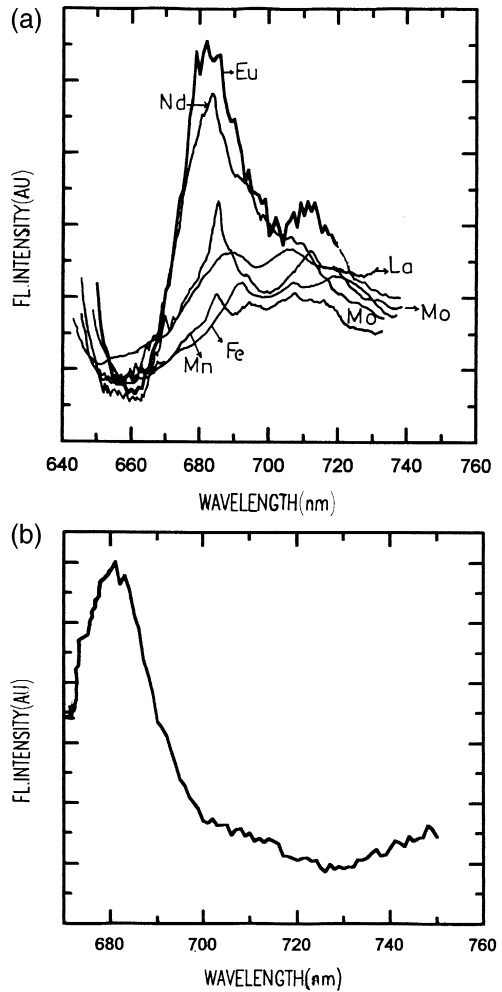 (a)
FL.INTENSITY(AU)
Eu
Nd
La
Mo
Mo
Fe
Mn
640 660 680 700 720 740 760
WAVELENGTH(nm)
(b)
FL.INTENSITY(AU)
680 700 720 740 760
WAVELENGTH(nm)